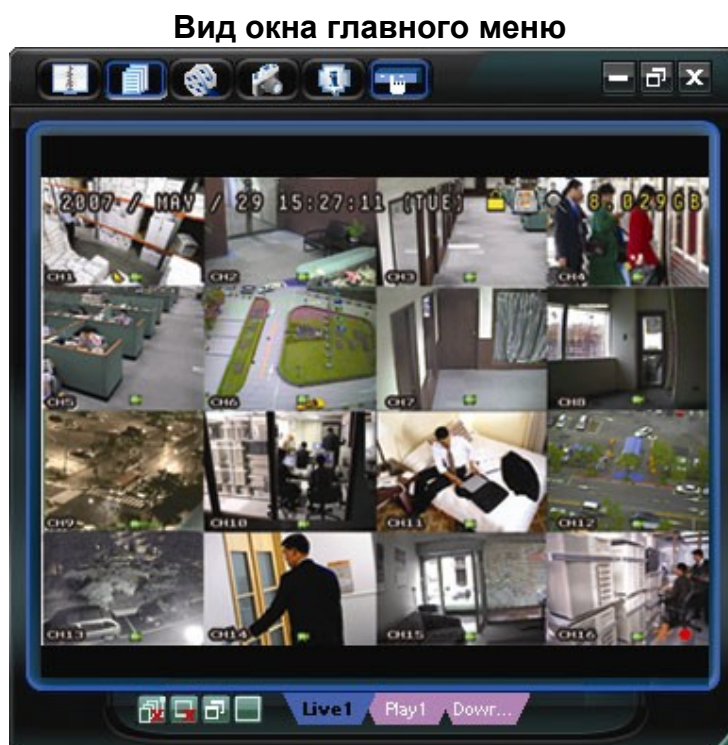 Вид окна главного меню
2007 / MAY / 29 15:27:11 (TUE) 8.029GB
CH1 CH2 CH3 CH4
CH5 CH6 CH7 CH8
CH9 CH10 CH11 CH12
CH13 CH14 CH15 CH16
Live1 Play1 Dowr...